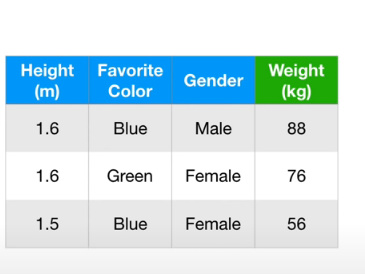 Height (m) Favorite Color Gender Weight (kg)
1.6 Blue Male 88
1.6 Green Female 76
1.5 Blue Female 56